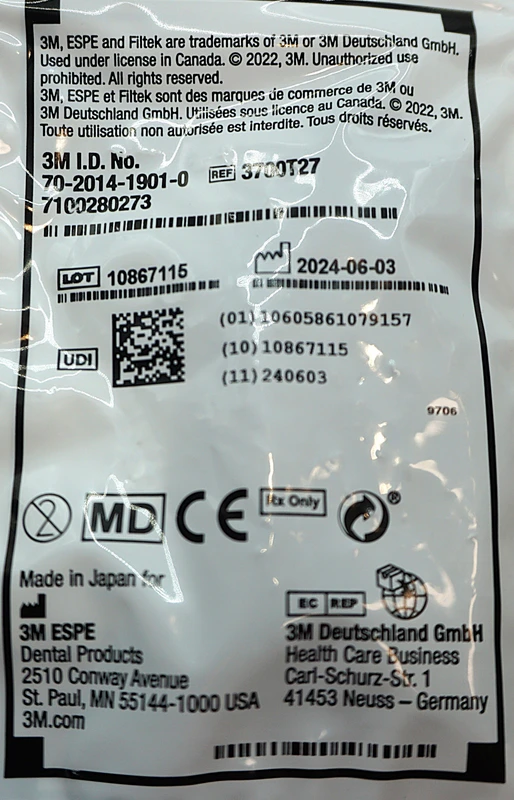 3M, ESPE and Filtek are trademarks of 3M or 3M Deutschland GmbH.
Used under license in Canada. © 2022, 3M. Unauthorized use
prohibited. All rights reserved.
3M, ESPE et Filtek sont des marques de commerce de 3M ou
3M Deutschland GmbH. Utilisées sous licence au Canada. © 2022, 3M.
Toute utilisation non autorisée est interdite. Tous droits réservés.
3M I.D. No.
70-2014-1901-0 REF 3700T27
7100280273
LOT 10867115 2024-06-03
UDI
(01)10605861079157
(10)10867115
(11)240603
9706
2 MD CE Rx Only ®
Made in Japan for
EC REP
3M ESPE
Dental Products
2510 Conway Avenue
St. Paul, MN 55144-1000 USA
3M.com
3M Deutschland GmbH
Health Care Business
Carl-Schurz-Str. 1
41453 Neuss – Germany